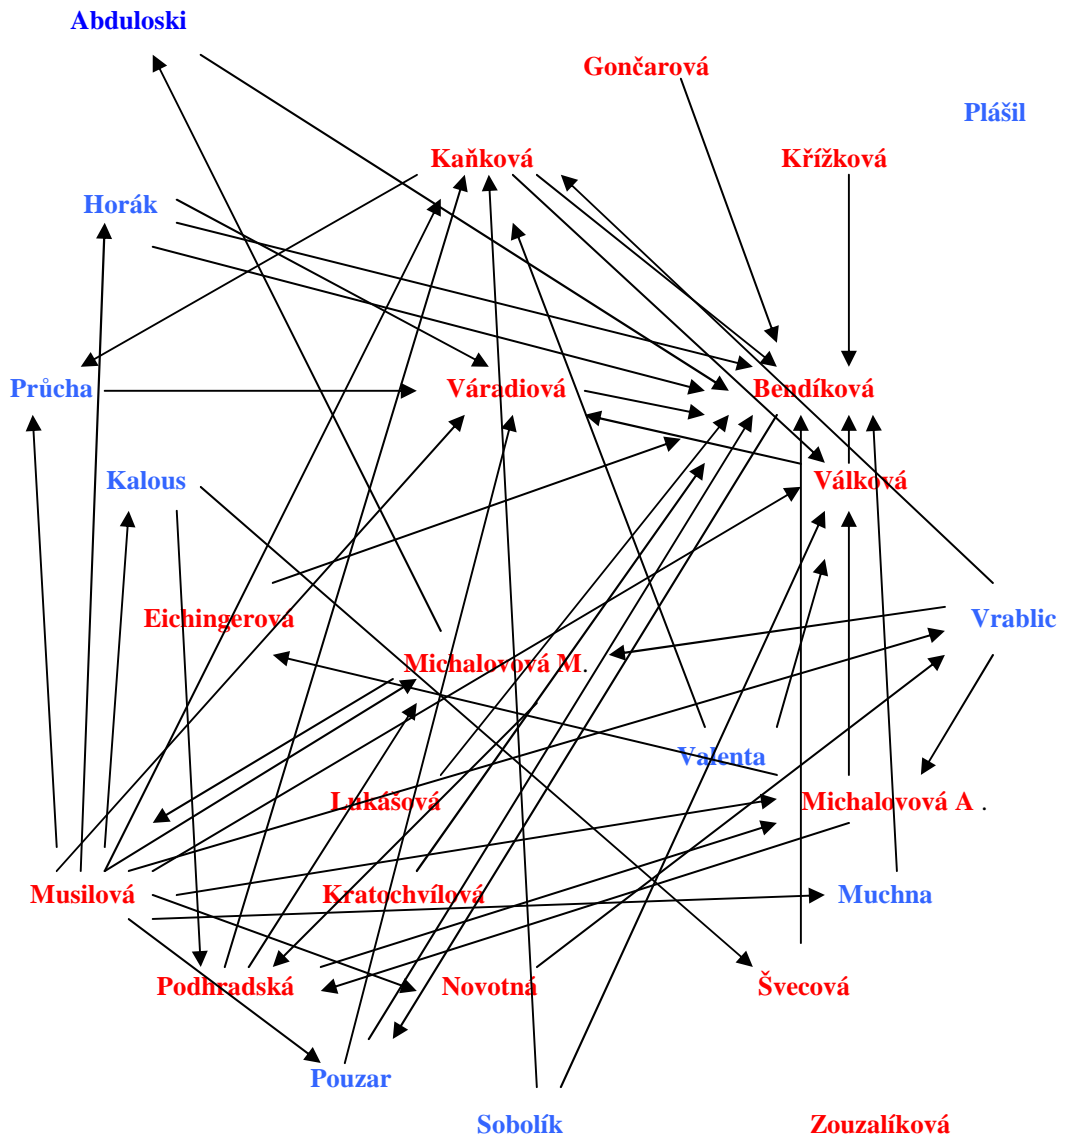 Abduloski
Gončarová
Plášil
Kaňková
Křížková
Horák
Průcha
Váradiová
Bendíková
Kalous
Válková
Eichingerová
Vrablic
Michalovová M.
Valenta
Lukášová
Michalovová A .
Musilová
Kratochvílová
Muchna
Podhradská
Novotná
Švecová
Pouzar
Sobolík
Zouzalíková